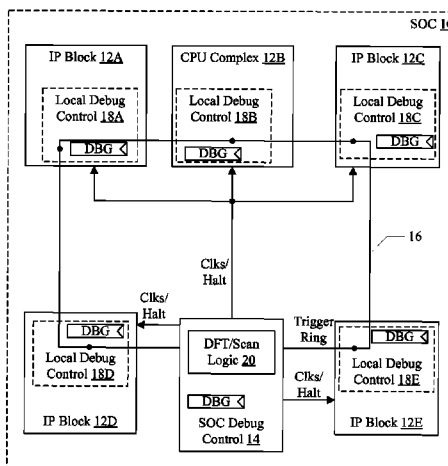 SOC 10
IP Block 12A
CPU Complex 12B
IP Block 12C
Local Debug
Control 18A
DBG
Local Debug
Control 18B
DBG
Local Debug
Control 18C
DBG
16
Clks/
Halt
Clks/
Halt
Trigger
Ring
Clks/
Halt
DBG
Local Debug
Control 18D
IP Block 12D
DFT/Scan
Logic 20
DBG
SOC Debug
Control 14
DBG
Local Debug
Control 18E
IP Block 12E